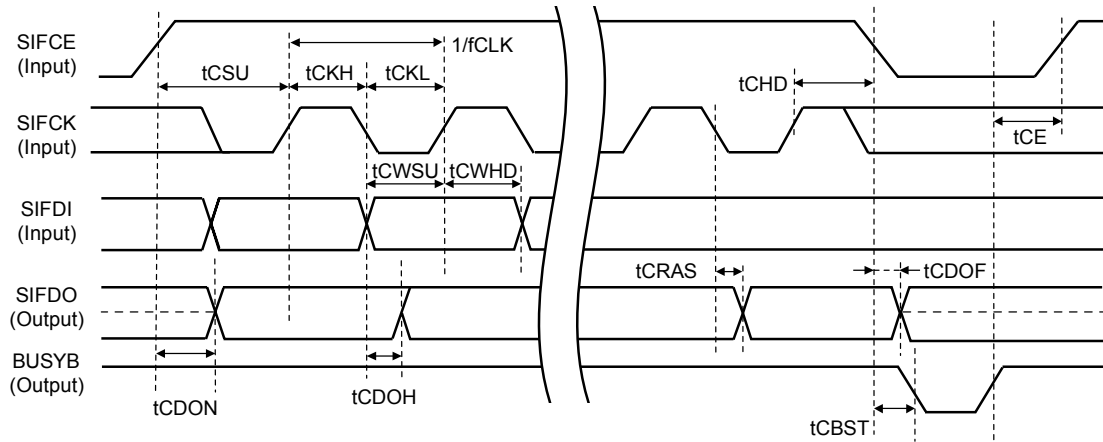 SIFCE
(Input)
1/fCLK
tCSU
tCKH
tCKL
tCHD
SIFCK
(Input)
tCE
tCWSU
tCWHD
SIFDI
(Input)
tCRAS
tCDOF
SIFDO
(Output)
BUSYB
(Output)
tCDON
tCDOH
tCBST